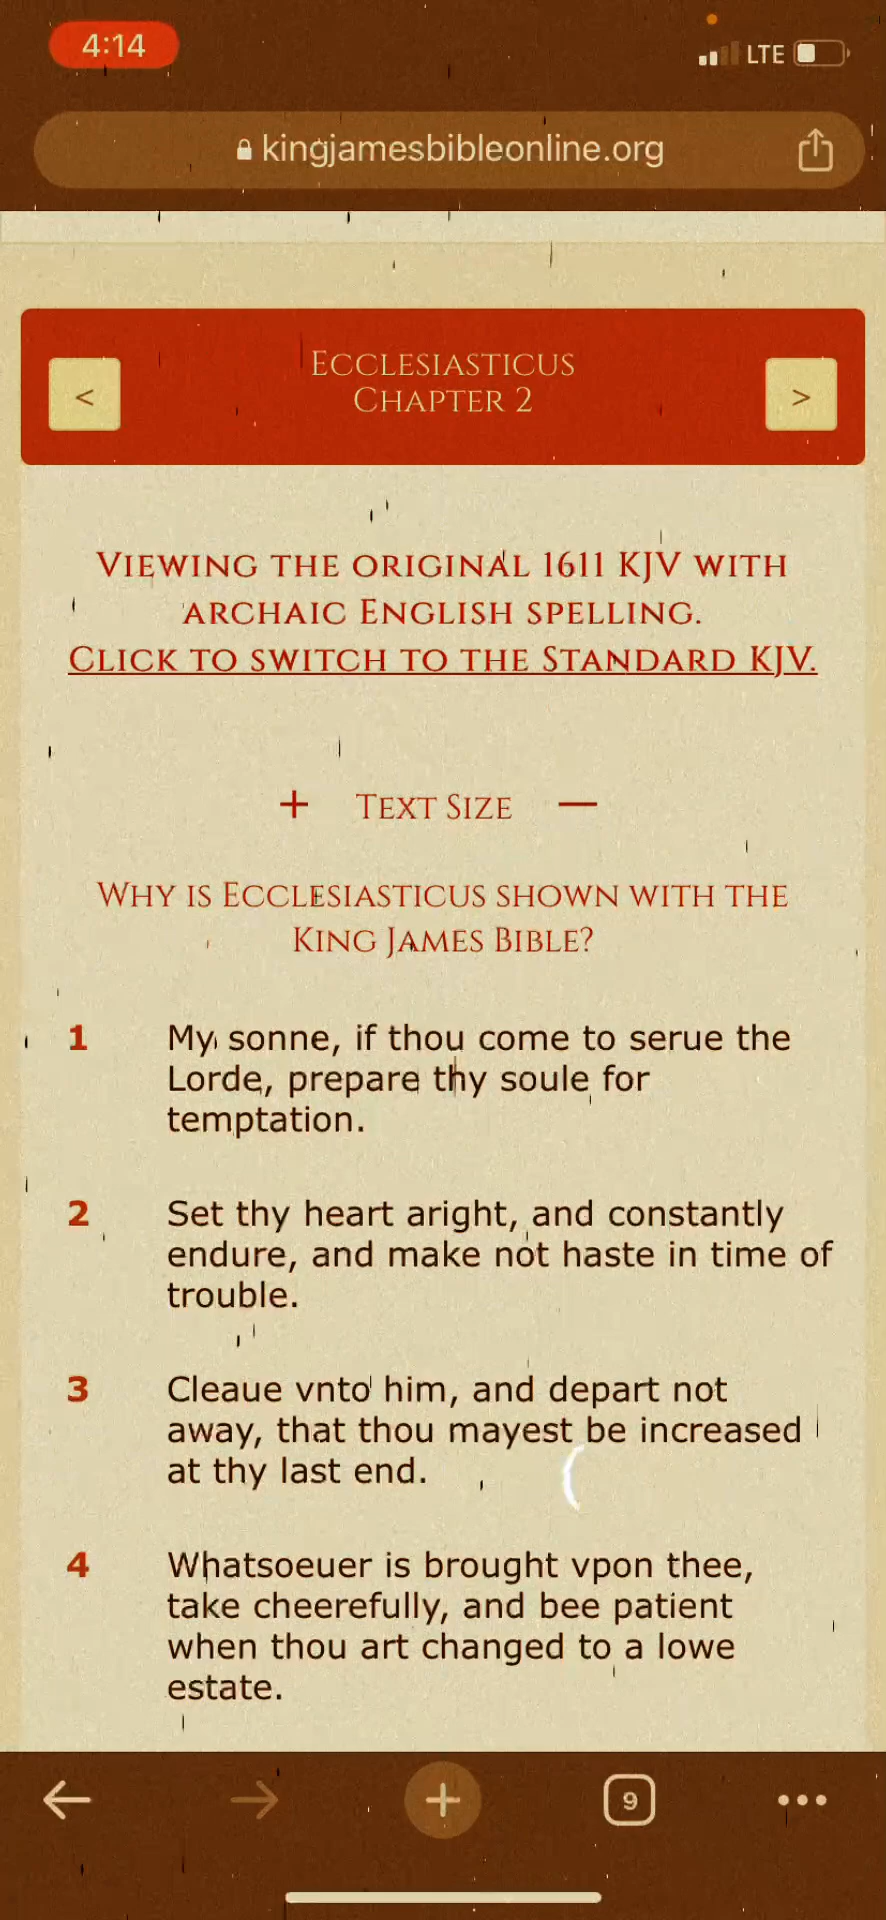 4:14
LTE
kingjamesbibleonline.org
<
Ecclesiasticus
Chapter 2
>
Viewing the original 1611 KJV with
archaic English spelling.
Click to switch to the Standard KJV.
+ Text Size —
Why is Ecclesiasticus shown with the
King James Bible?
1 My sonne, if thou come to serue the
Lorde, prepare thy soule for
temptation.
2 Set thy heart aright, and constantly
endure, and make not haste in time of
trouble.
3 Cleaue vnto him, and depart not
away, that thou mayest be increased
at thy last end.
4 Whatsoeuer is brought vpon thee,
take cheerefully, and bee patient
when thou art changed to a lowe
estate.
9